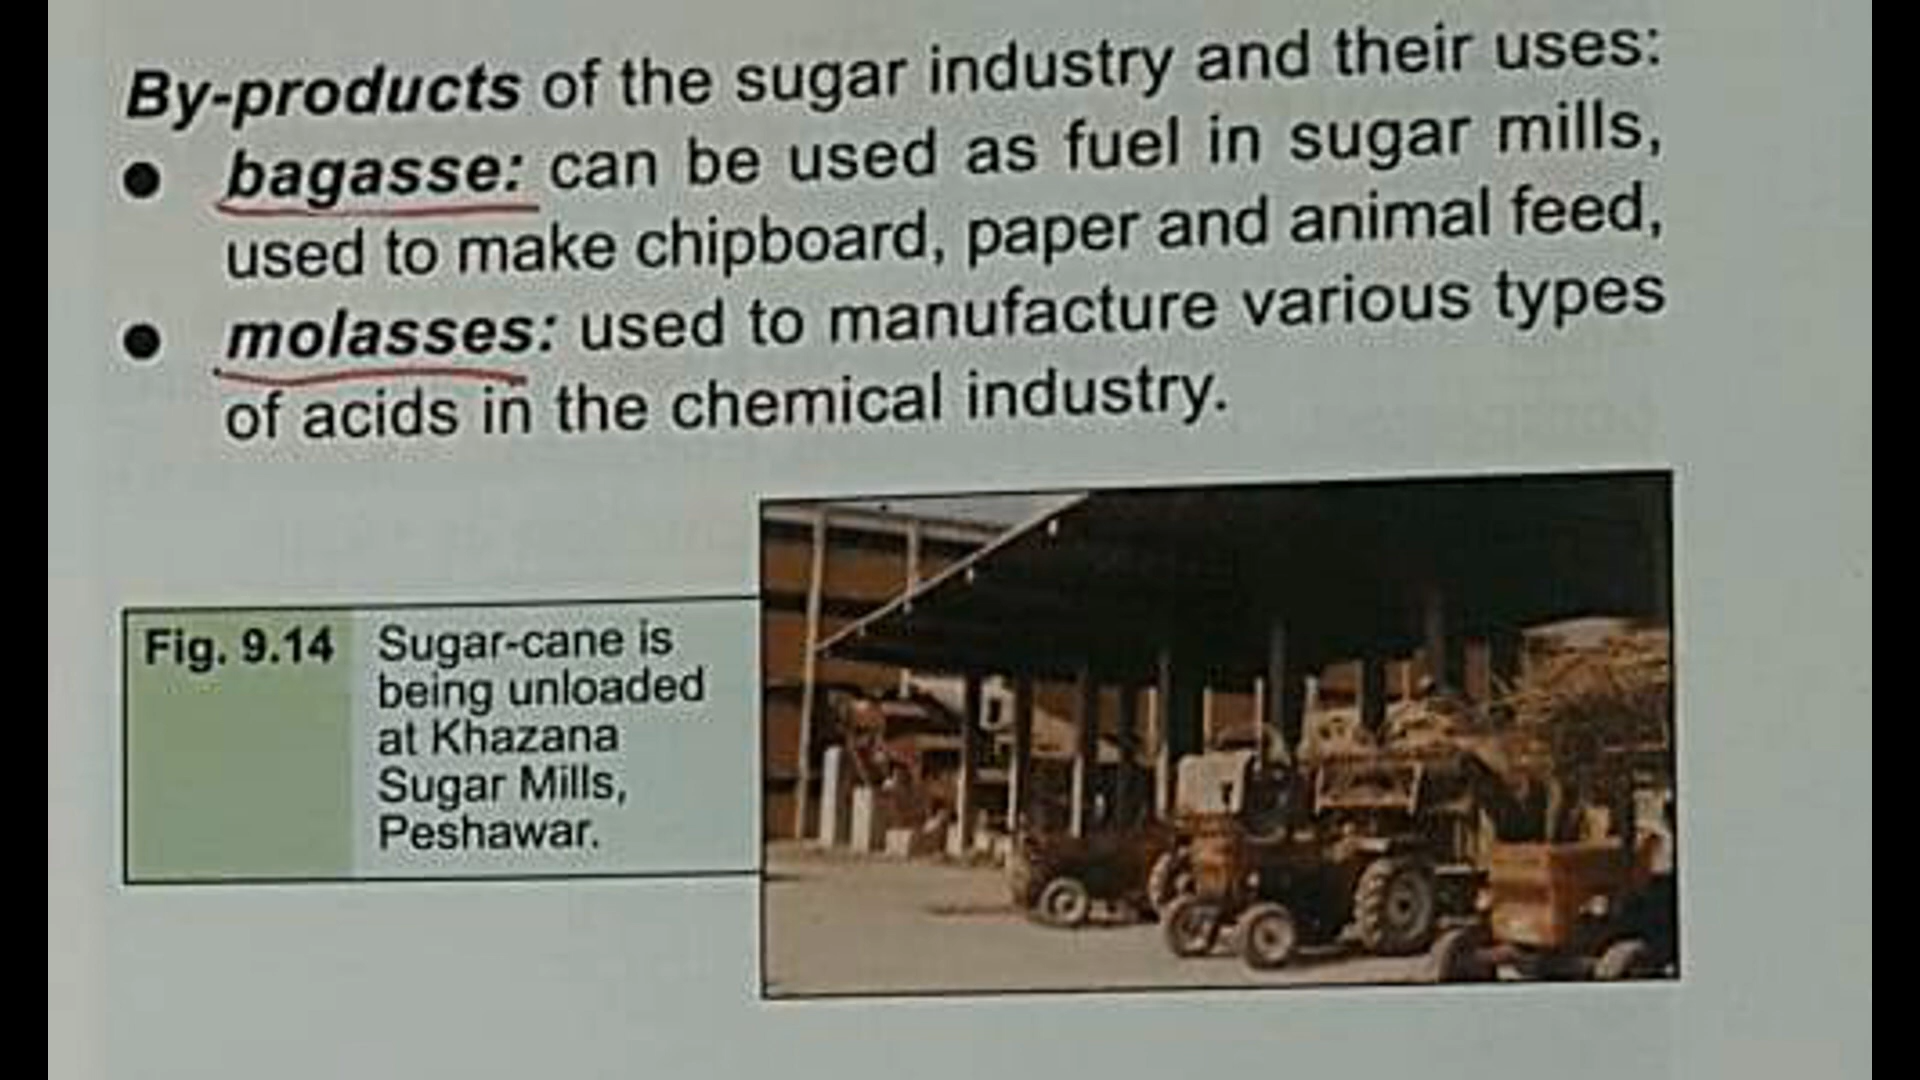 By-products of the sugar industry and their uses:
● bagasse: can be used as fuel in sugar mills,
used to make chipboard, paper and animal feed,
● molasses: used to manufacture various types
of acids in the chemical industry.
Fig. 9.14 Sugar-cane is
being unloaded
at Khazana
Sugar Mills,
Peshawar.